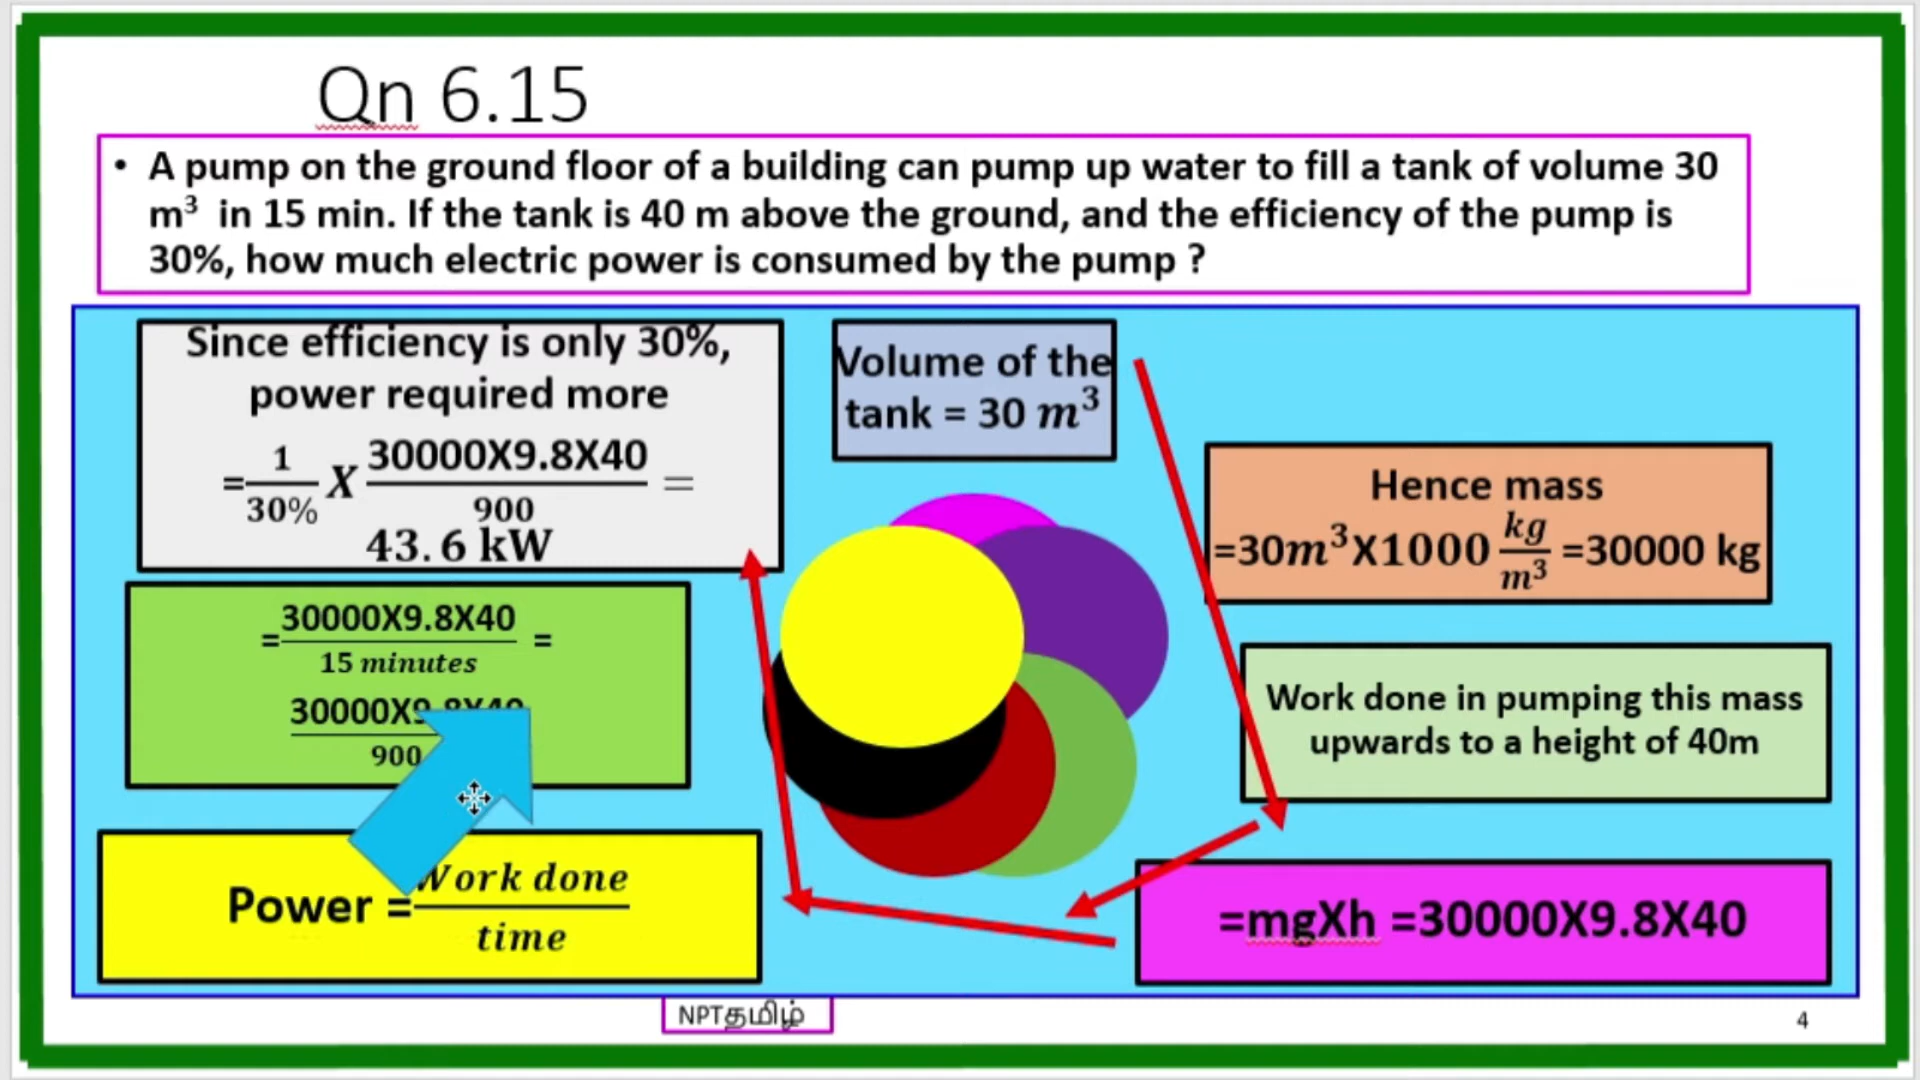 Qn 6.15
• A pump on the ground floor of a building can pump up water to fill a tank of volume 30
m³ in 15 min. If the tank is 40 m above the ground, and the efficiency of the pump is
30%, how much electric power is consumed by the pump ?
Since efficiency is only 30%,
power required more
=1/30% X 30000X9.8X40/900 =
43.6 kW
Volume of the
tank = 30 m³
Hence mass
=30m³X1000 kg/m³ =30000 kg
=30000X9.8X40/15 minutes =
30000X9.8X40/900
Work done in pumping this mass
upwards to a height of 40m
Power =Work done/time
=mgXh =30000X9.8X40
NPTதமிழ்
4